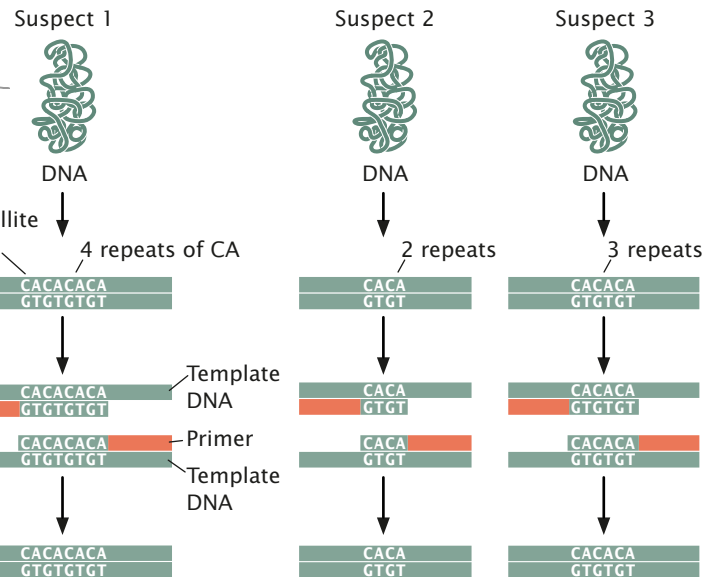 Suspect 1
Suspect 2
Suspect 3
DNA
DNA
DNA
llite
4 repeats of CA
2 repeats
3 repeats
CACACACA
GTGTGTGT
CACA
GTGT
CACACA
GTGTGT
CACACACA
GTGTGTGT
Template
DNA
CACA
GTGT
CACACA
GTGTGT
CACACACA
GTGTGTGT
Primer
Template
DNA
CACA
GTGT
CACACA
GTGTGT
CACACACA
GTGTGTGT
CACA
GTGT
CACACA
GTGTGT